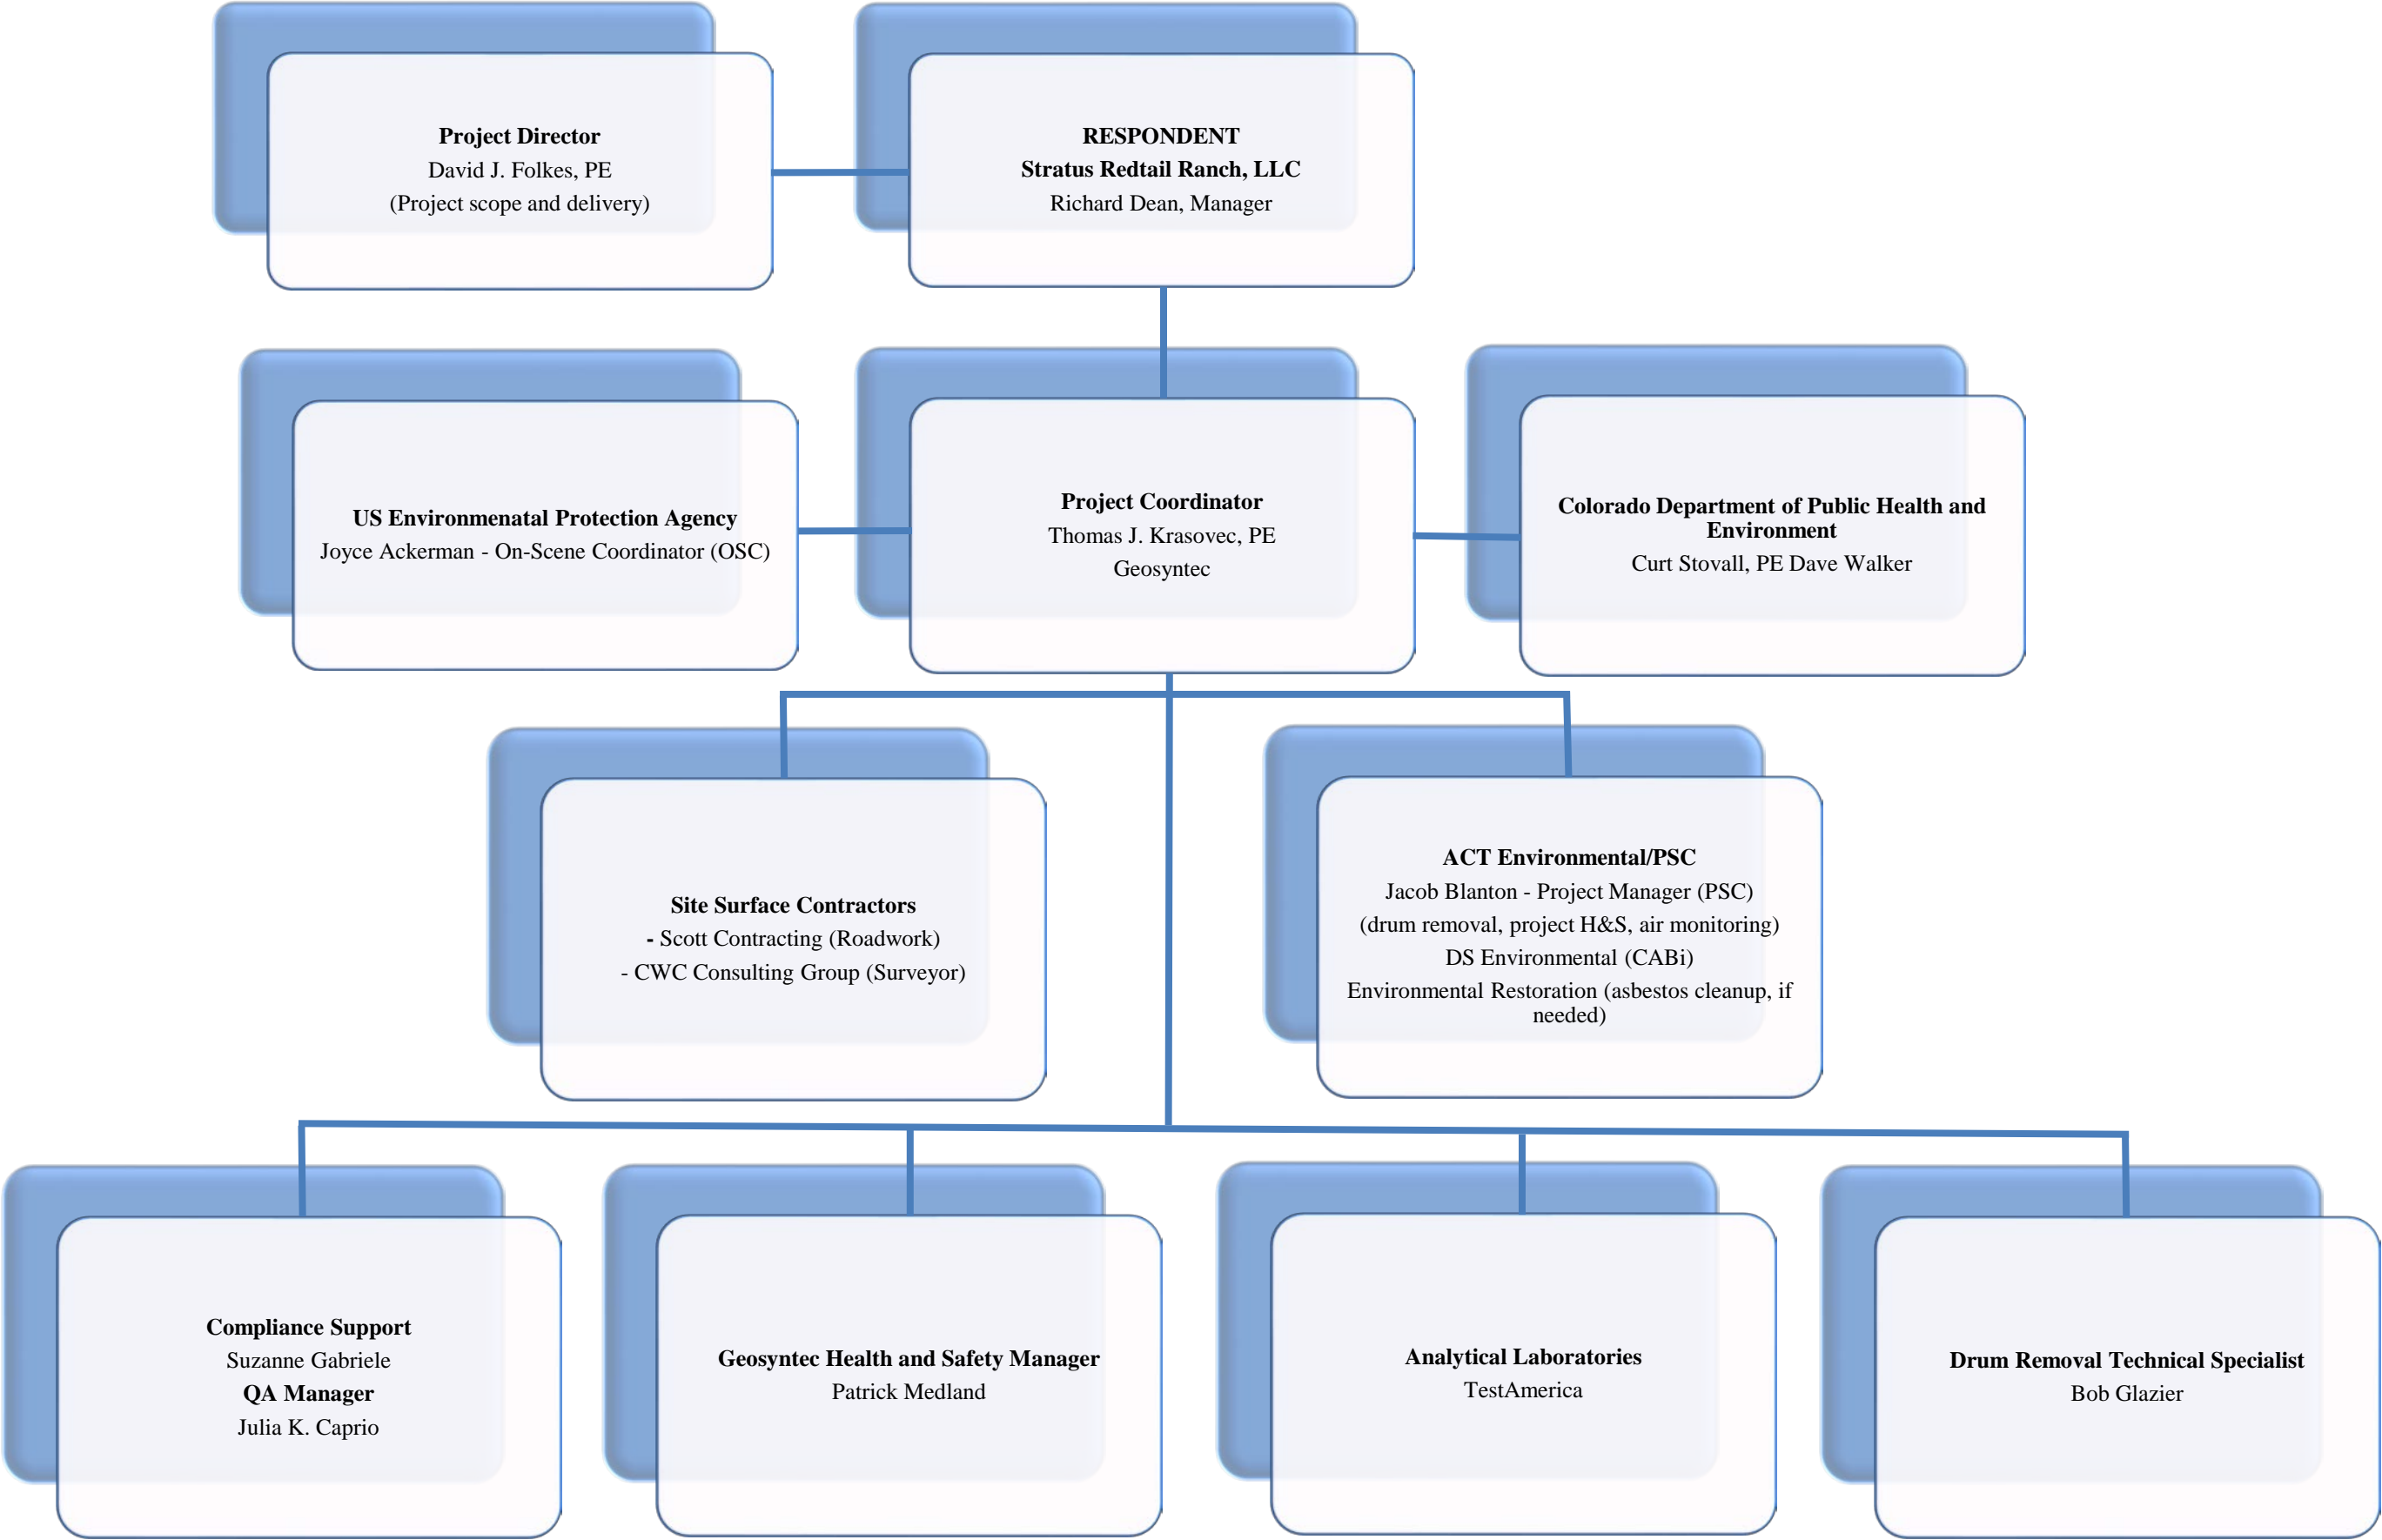 Project Director
David J. Folkes, PE
(Project scope and delivery)
RESPONDENT
Stratus Redtail Ranch, LLC
Richard Dean, Manager
US Environmenatal Protection Agency
Joyce Ackerman - On-Scene Coordinator (OSC)
Project Coordinator
Thomas J. Krasovec, PE
Geosyntec
Colorado Department of Public Health and
Environment
Curt Stovall, PE Dave Walker
Site Surface Contractors
- Scott Contracting (Roadwork)
- CWC Consulting Group (Surveyor)
ACT Environmental/PSC
Jacob Blanton - Project Manager (PSC)
(drum removal, project H&S, air monitoring)
DS Environmental (CABi)
Environmental Restoration (asbestos cleanup, if
needed)
Compliance Support
Suzanne Gabriele
QA Manager
Julia K. Caprio
Geosyntec Health and Safety Manager
Patrick Medland
Analytical Laboratories
TestAmerica
Drum Removal Technical Specialist
Bob Glazier